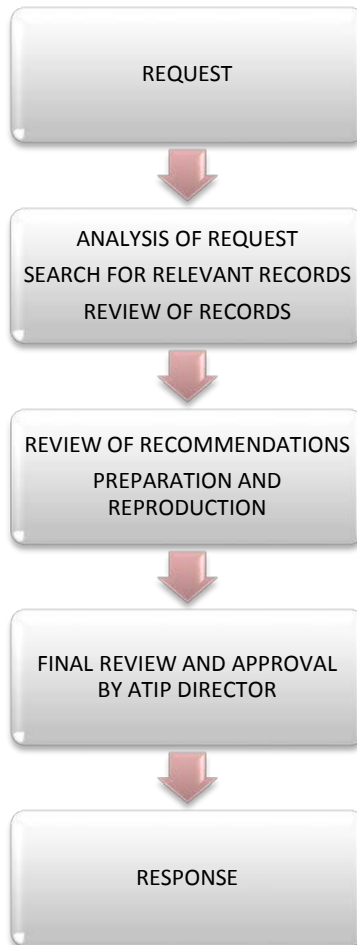 REQUEST
ANALYSIS OF REQUEST
SEARCH FOR RELEVANT RECORDS
REVIEW OF RECORDS
REVIEW OF RECOMMENDATIONS
PREPARATION AND
REPRODUCTION
FINAL REVIEW AND APPROVAL
BY ATIP DIRECTOR
RESPONSE